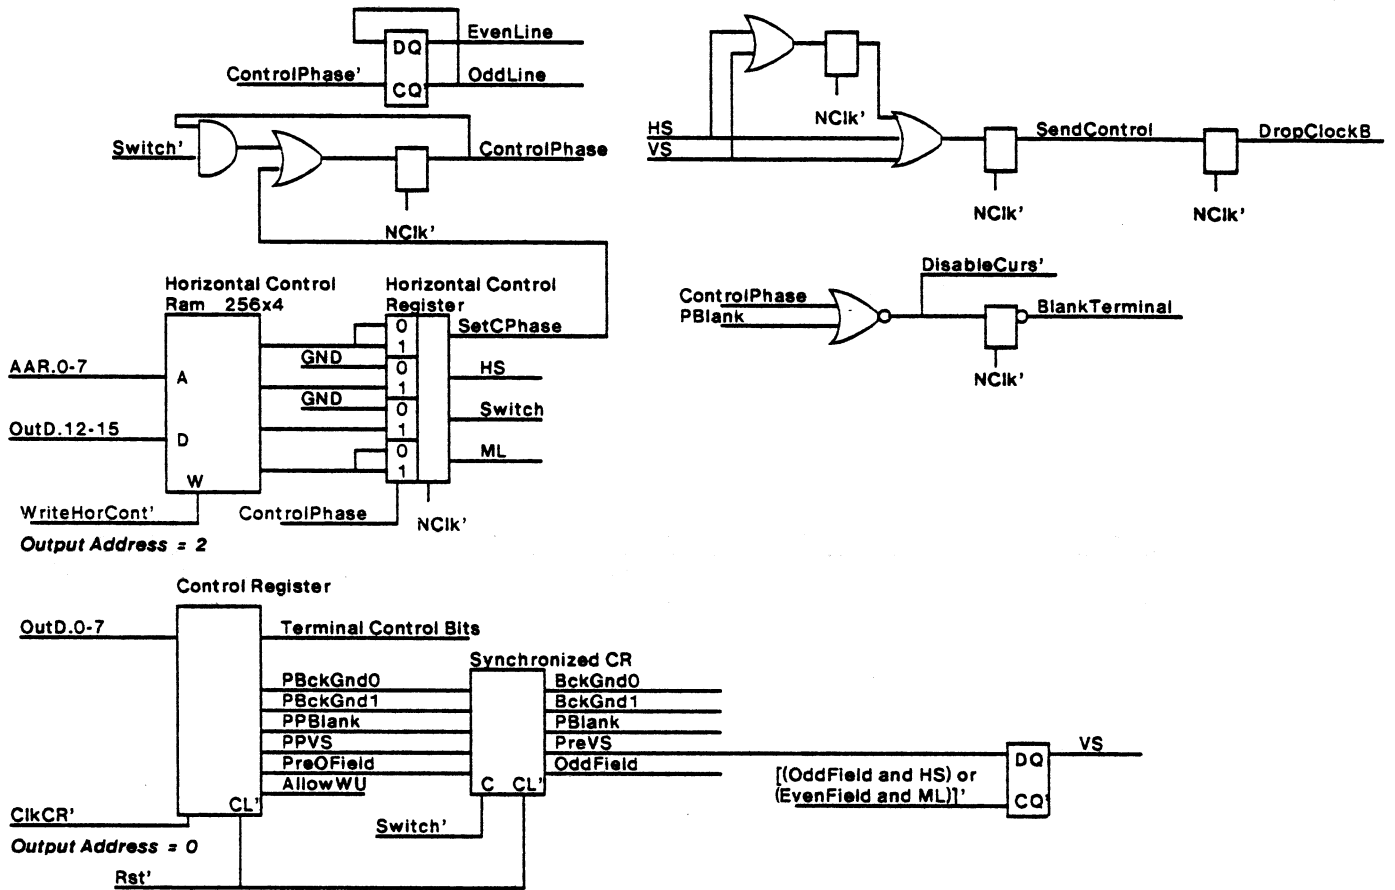 EvenLine
DQ
ControlPhase'
OddLine
CQ'
Switch'
ControlPhase
NClk'
HS
VS
NClk'
SendControl
DropClockB
NClk'
NClk'
DisableCurs'
ControlPhase
PBlank
BlankTerminal
NClk'
Horizontal Control
Ram 256x4
Horizontal Control
Register
0
SetCPhase
1
GND
AAR.0-7
A
0
HS
1
GND
0
Switch
OutD.12-15
D
1
0
ML
1
W
WriteHorCont'
ControlPhase
NClk'
Output Address = 2
Control Register
OutD.0-7
Terminal Control Bits
Synchronized CR
PBckGnd0
BckGnd0
PBckGnd1
BckGnd1
PPBlank
PBlank
PPVS
PreVS
VS
PreOField
OddField
DQ
AllowWU
C CL'
[(OddField and HS) or
(EvenField and ML)]'
CQ'
CL'
ClkCR'
Switch'
Output Address = 0
Rst'